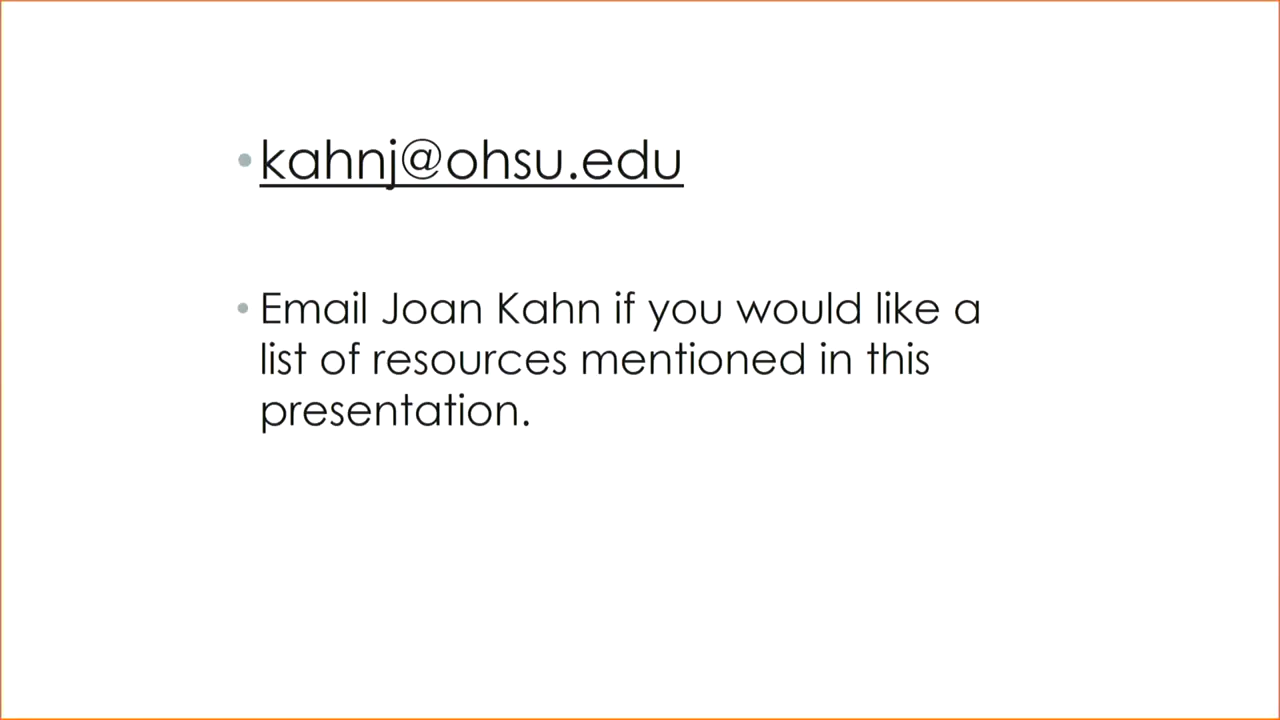 • kahnj@ohsu.edu
• Email Joan Kahn if you would like a
list of resources mentioned in this
presentation.